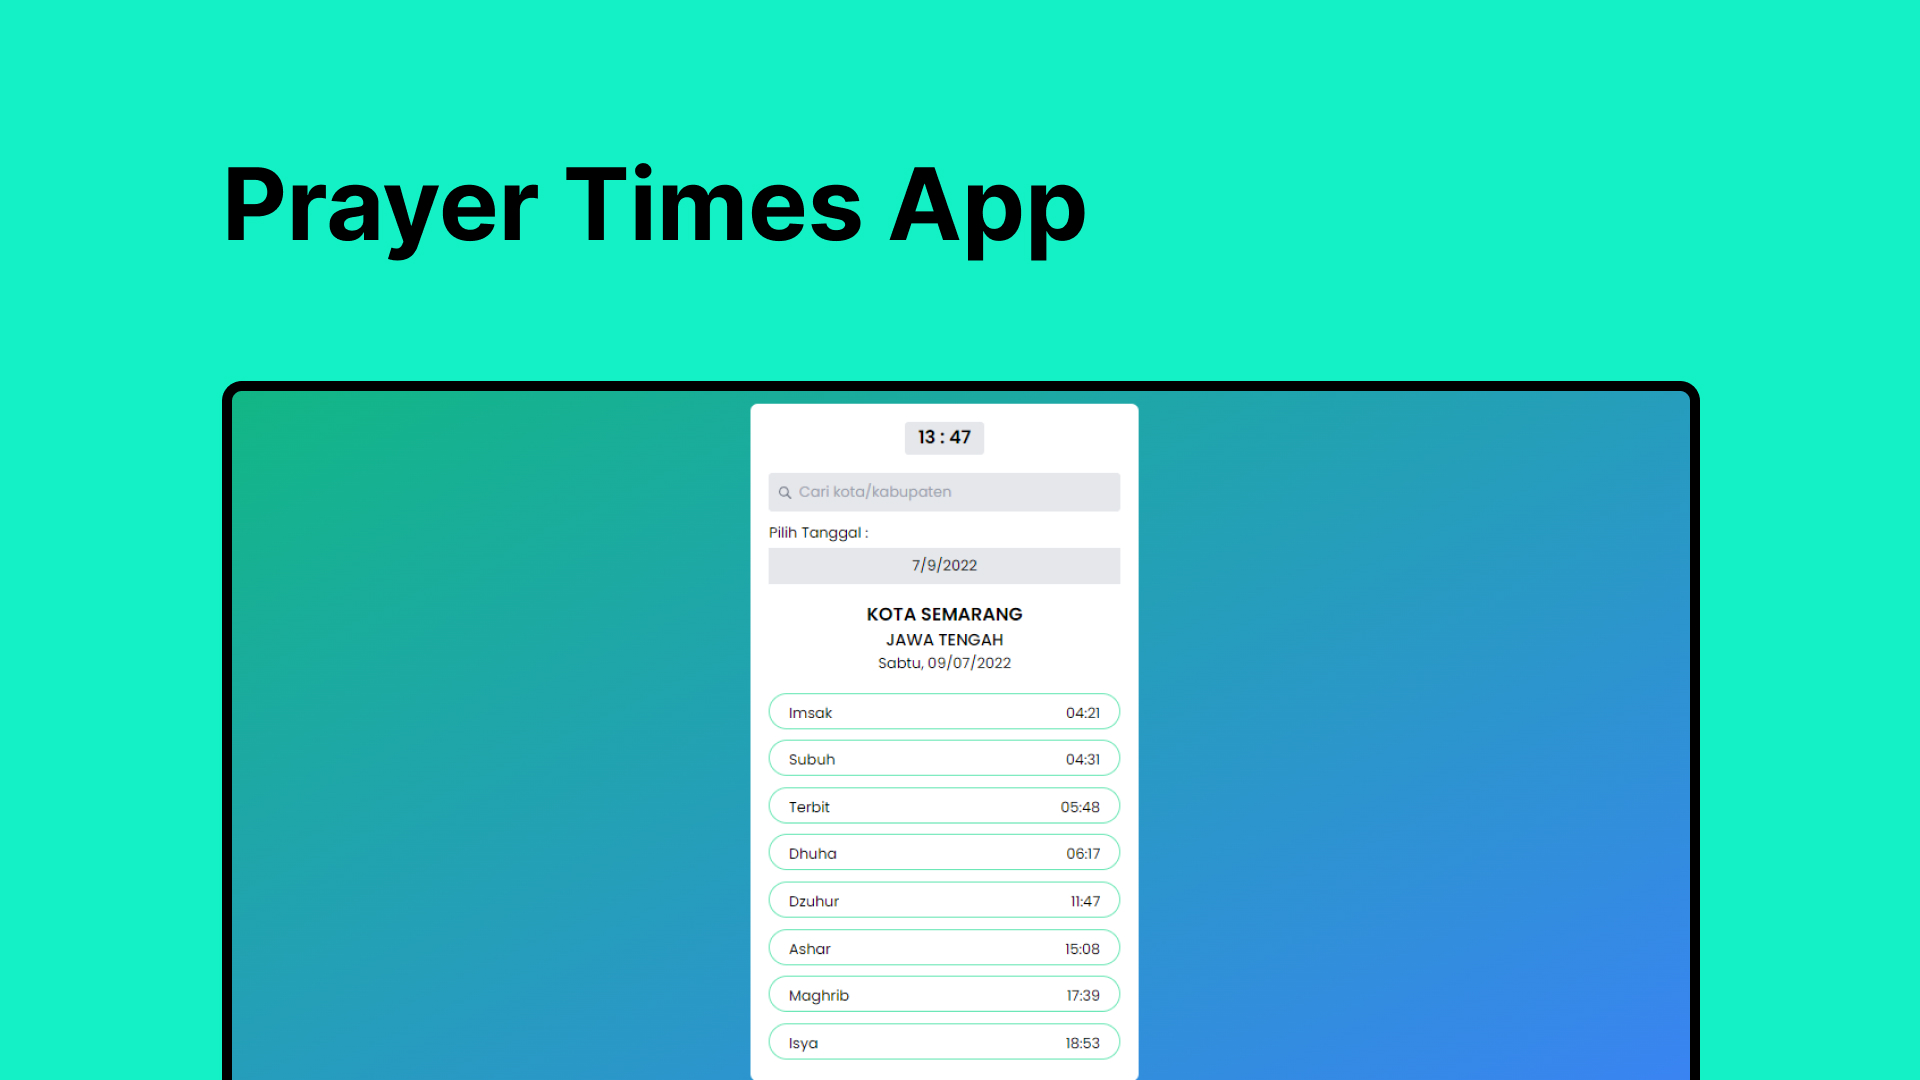 Prayer Times App
13 : 47
Cari kota/kabupaten
Pilih Tanggal :
7/9/2022
KOTA SEMARANG
JAWA TENGAH
Sabtu, 09/07/2022
Imsak 04:21
Subuh 04:31
Terbit 05:48
Dhuha 06:17
Dzuhur 11:47
Ashar 15:08
Maghrib 17:39
Isya 18:53